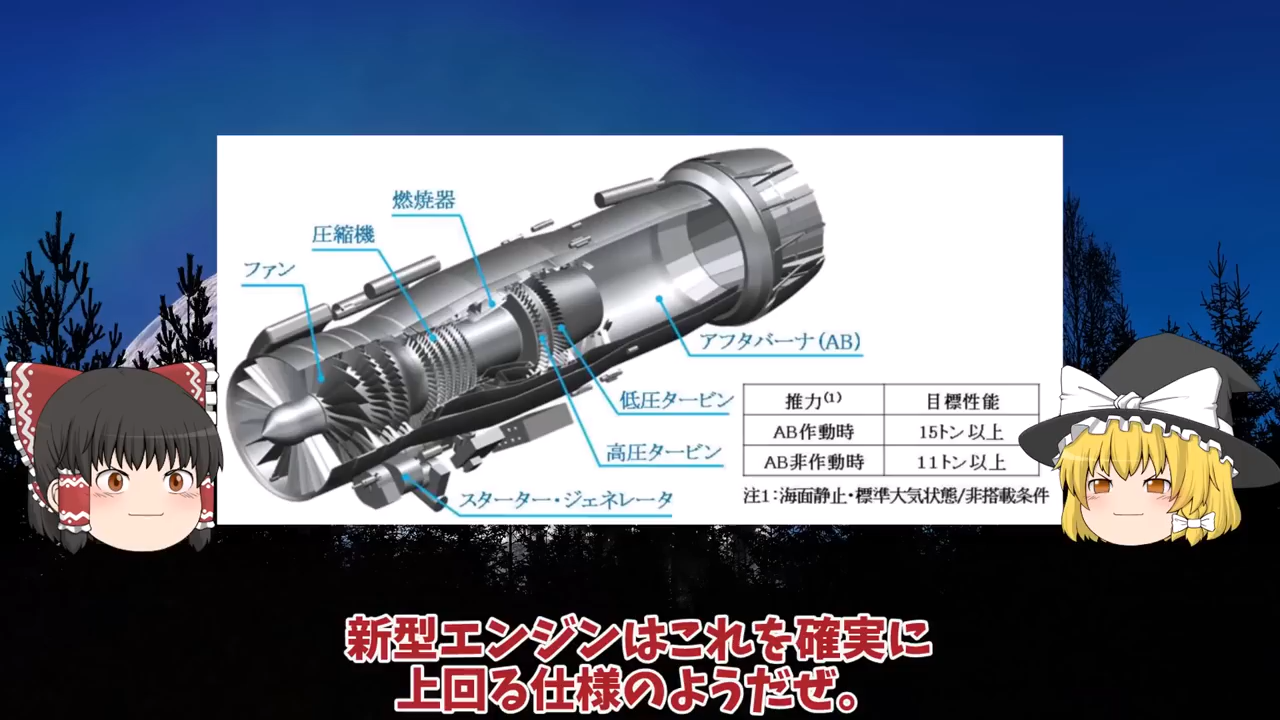 燃焼器
圧縮機
ファン
アフタバーナ(AB)
低圧タービン
高圧タービン
スターター・ジェネレータ
推力(1) 目標性能
AB作動時 15トン以上
AB非作動時 11トン以上
注1:海面静止・標準大気状態/非搭載条件
新型エンジンはこれを確実に
上回る仕様のようだぜ。